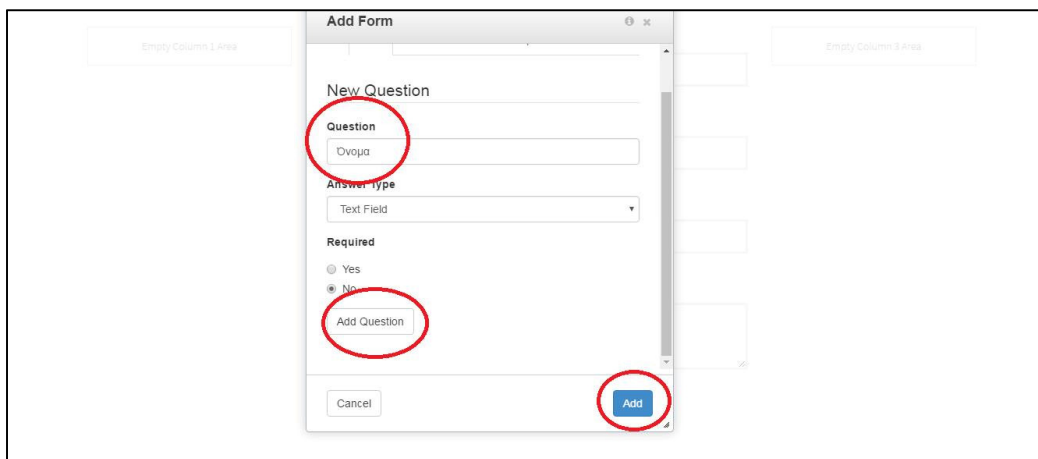 Add Form
Empty Column 1 Area
Empty Column 3 Area
New Question
Question
Όνομα
Answer Type
Text Field
Required
Yes
No
Add Question
Cancel
Add